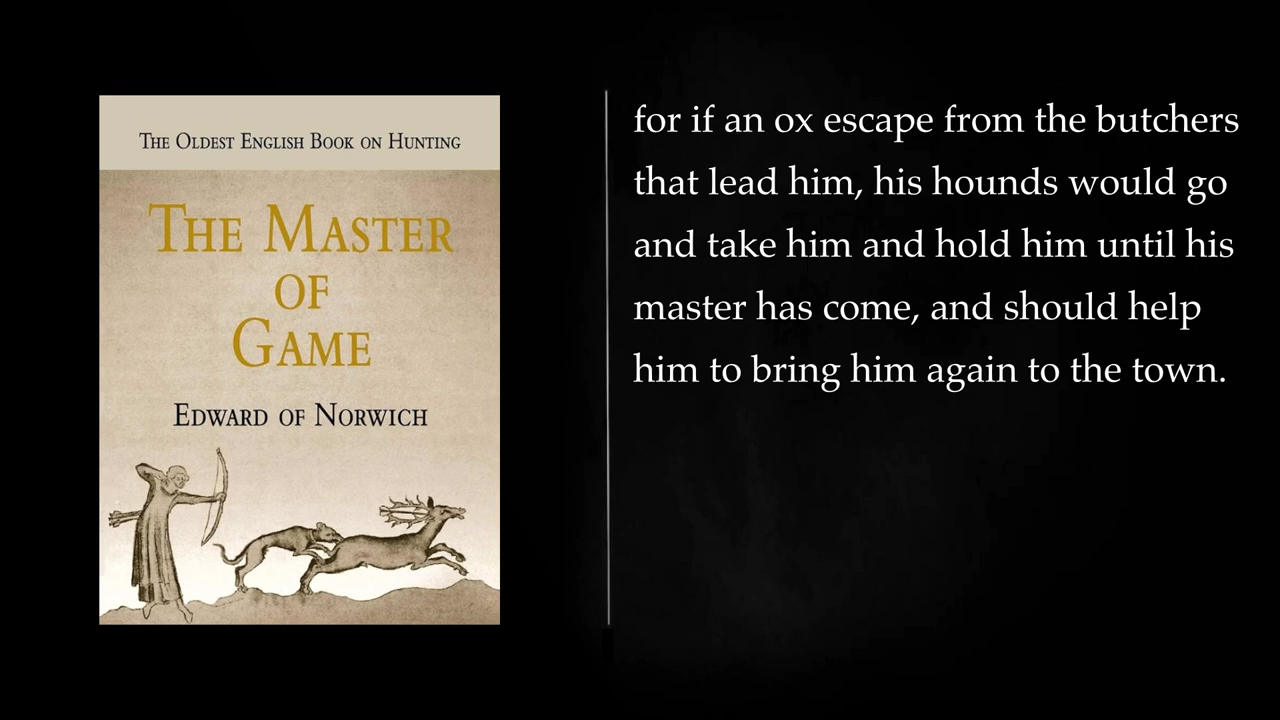 The Oldest English Book on Hunting
The Master
of
Game
Edward of Norwich
for if an ox escape from the butchers
that lead him, his hounds would go
and take him and hold him until his
master has come, and should help
him to bring him again to the town.